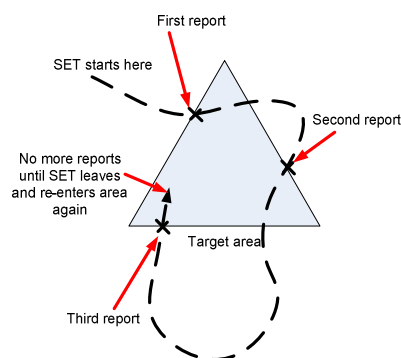 First report
SET starts here
Second report
No more reports
until SET leaves
and re-enters area
again
Target area
Third report